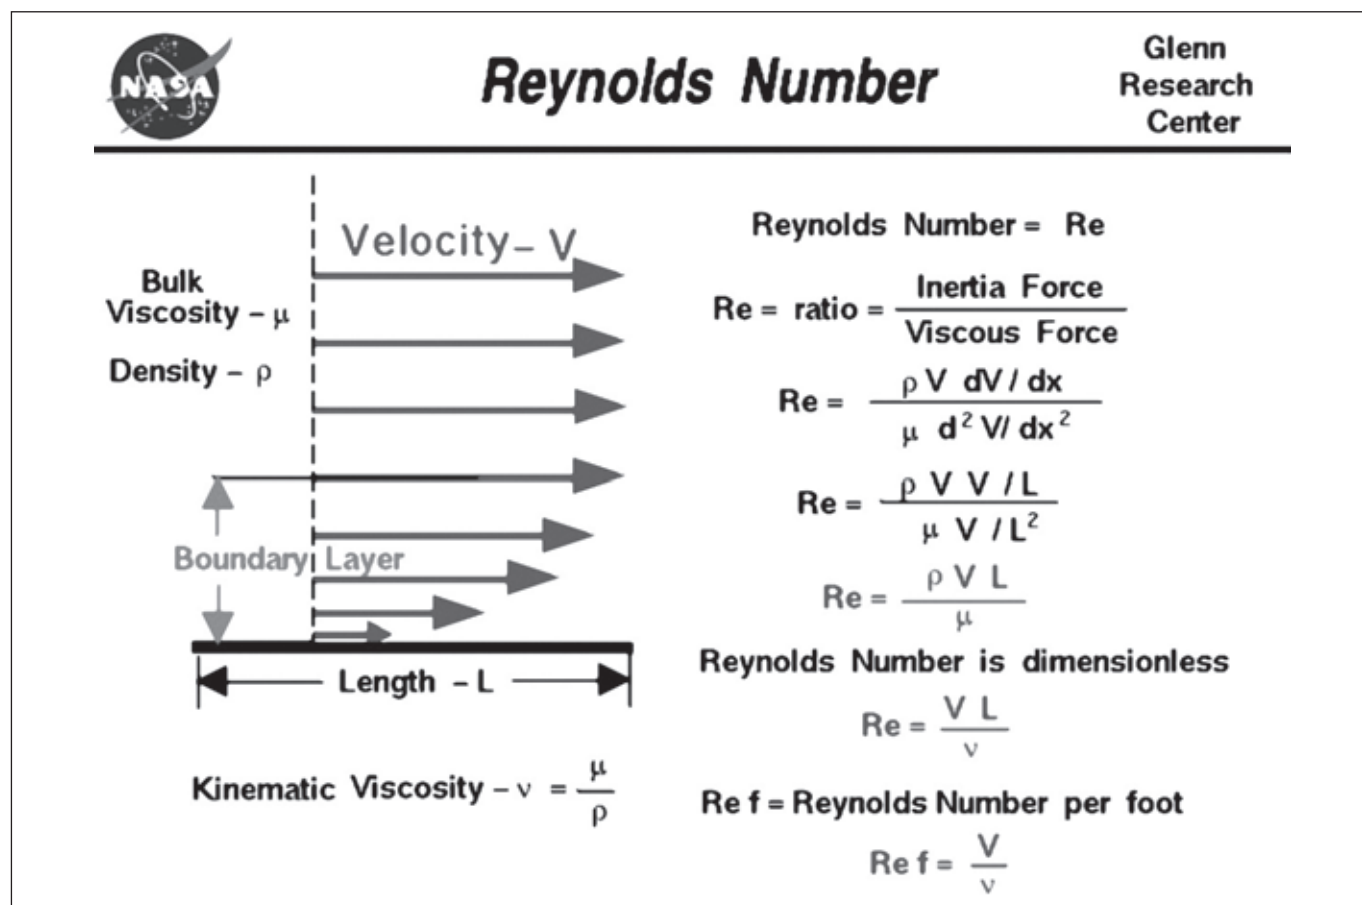 NASA
Reynolds Number
Glenn
Research
Center
Velocity – V
Bulk
Viscosity – μ
Density – ρ
Boundary Layer
Length – L
Kinematic Viscosity – ν = μ / ρ
Reynolds Number = Re
Re = ratio = Inertia Force / Viscous Force
Re = ρ V dV / dx / μ d² V/ dx²
Re = ρ V V / L / μ V / L²
Re = ρ V L / μ
Reynolds Number is dimensionless
Re = V L / ν
Re f = Reynolds Number per foot
Re f = V / ν